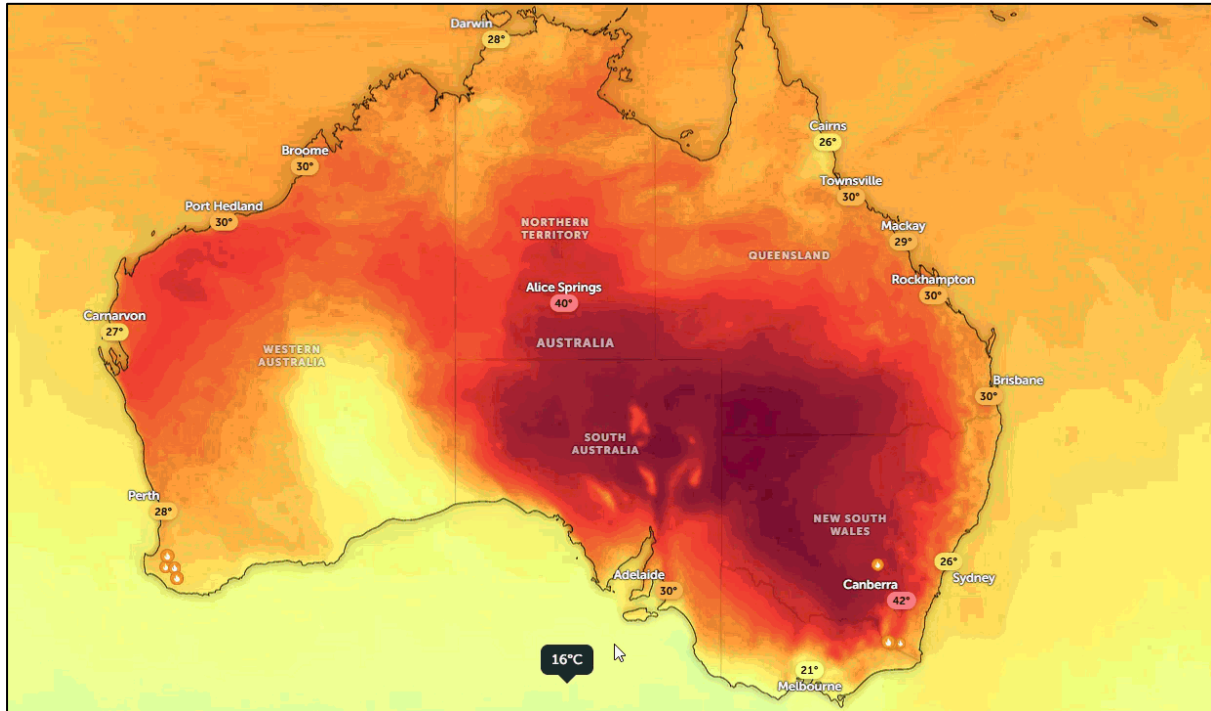 Darwin
28°
Cairns
26°
Broome
30°
Townsville
30°
Port Hedland
30°
NORTHERN
TERRITORY
Mackay
29°
QUEENSLAND
Rockhampton
30°
Alice Springs
40°
Carnarvon
27°
WESTERN
AUSTRALIA
AUSTRALIA
Brisbane
30°
SOUTH
AUSTRALIA
Perth
28°
NEW SOUTH
WALES
26°
Sydney
Adelaide
30°
Canberra
42°
16°C
21°
Melbourne